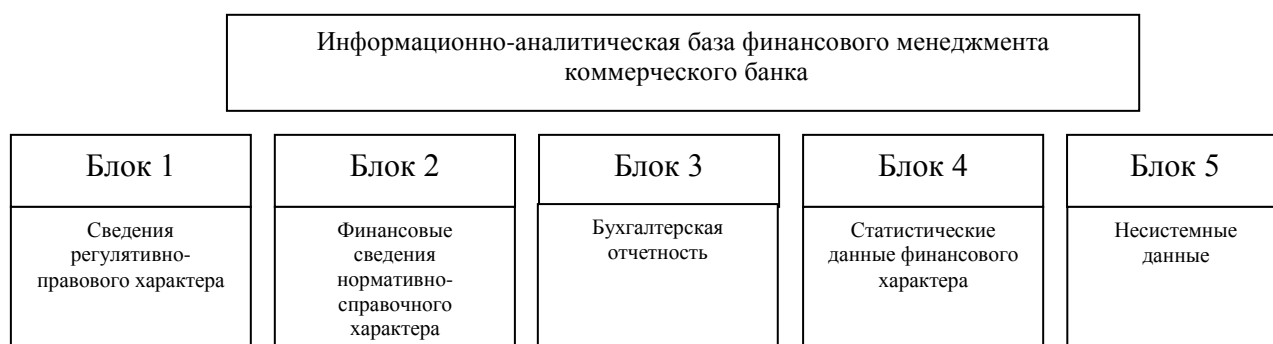 Информационно-аналитическая база финансового менеджмента
коммерческого банка
Блок 1
Блок 2
Блок 3
Блок 4
Блок 5
Сведения
регулятивно-
правового характера
Финансовые
сведения
нормативно-
справочного
характера
Бухгалтерская
отчетность
Статистические
данные финансового
характера
Несистемные
данные